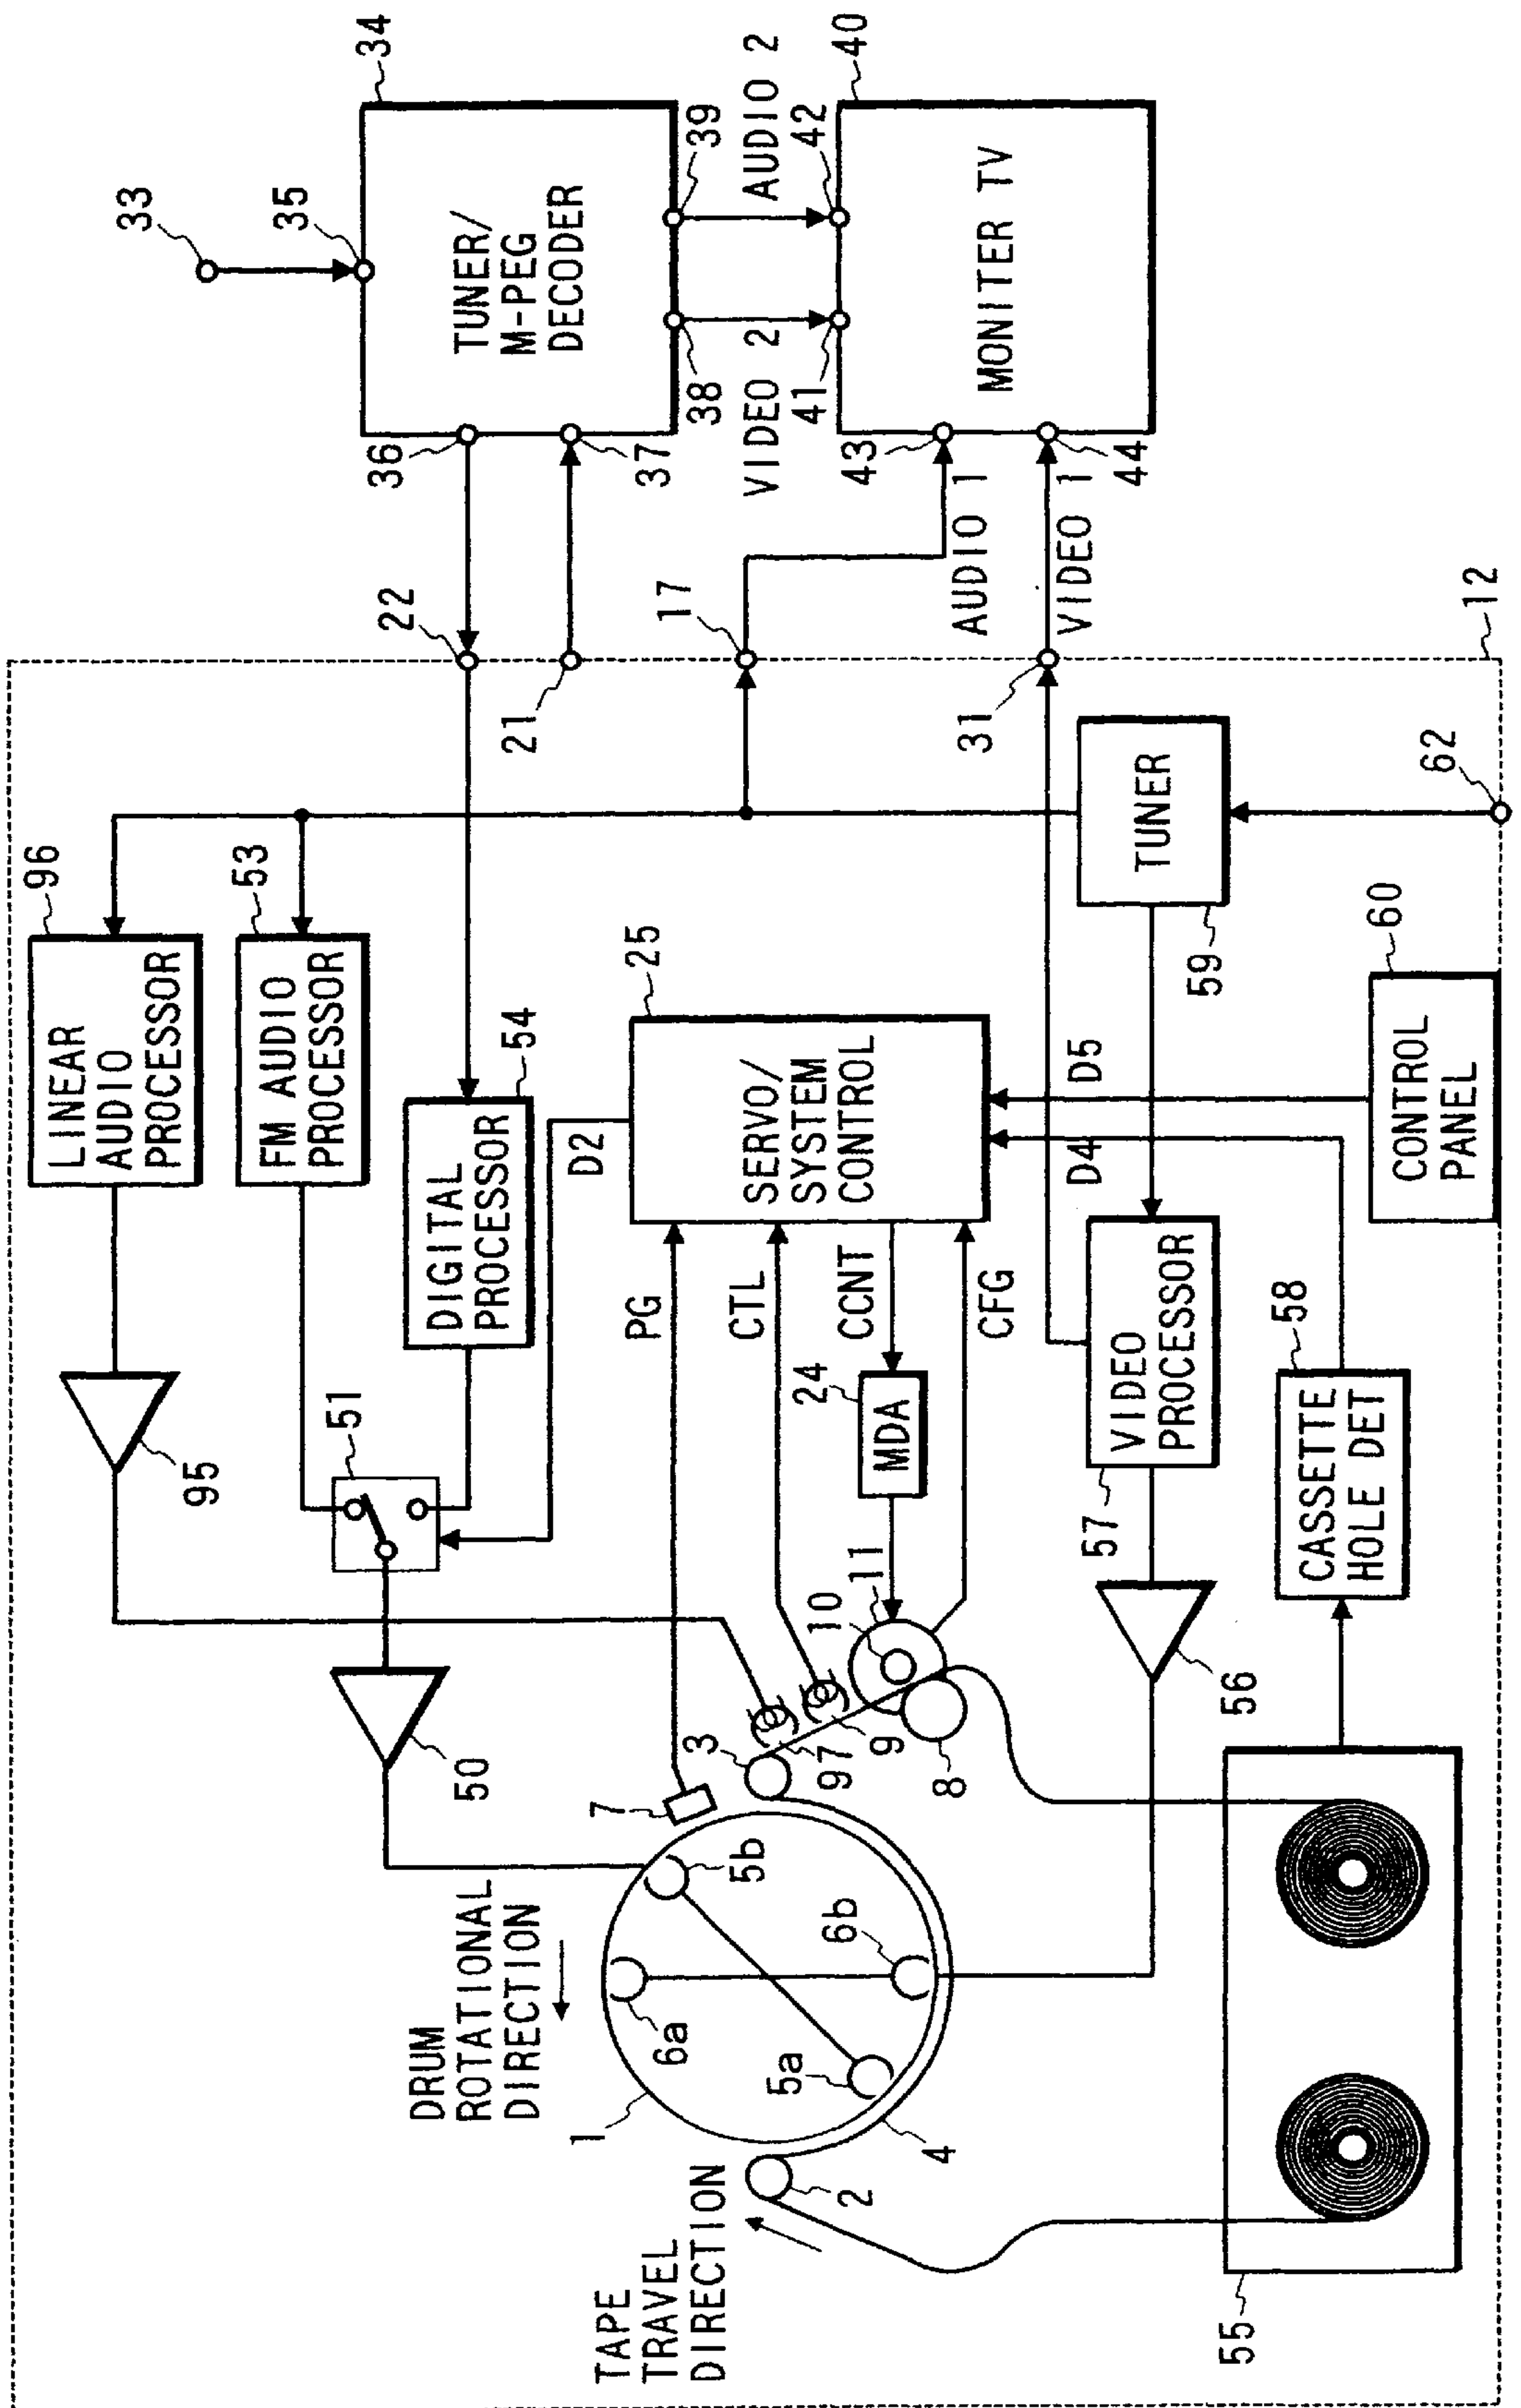 33
35
34
TUNER/
M-PEG
DECODER
36
37
38
39
VIDEO 2
AUDIO 2
41
42
40
MONITER TV
43
44
AUDIO 1
VIDEO 1
22
21
17
31
12
62
96
LINEAR
AUDIO
PROCESSOR
53
FM AUDIO
PROCESSOR
54
DIGITAL
PROCESSOR
25
SERVO/
SYSTEM
CONTROL
D2
D5
D4
TUNER
59
60
CONTROL
PANEL
PG
CTL
CCNT
CFG
24
MDA
57
VIDEO
PROCESSOR
58
CASSETTE
HOLE DET
95
51
50
56
11
10
9
97
8
3
7
5b
6b
6a
5a
1
4
2
DRUM
ROTATIONAL
DIRECTION
TAPE
TRAVEL
DIRECTION
55